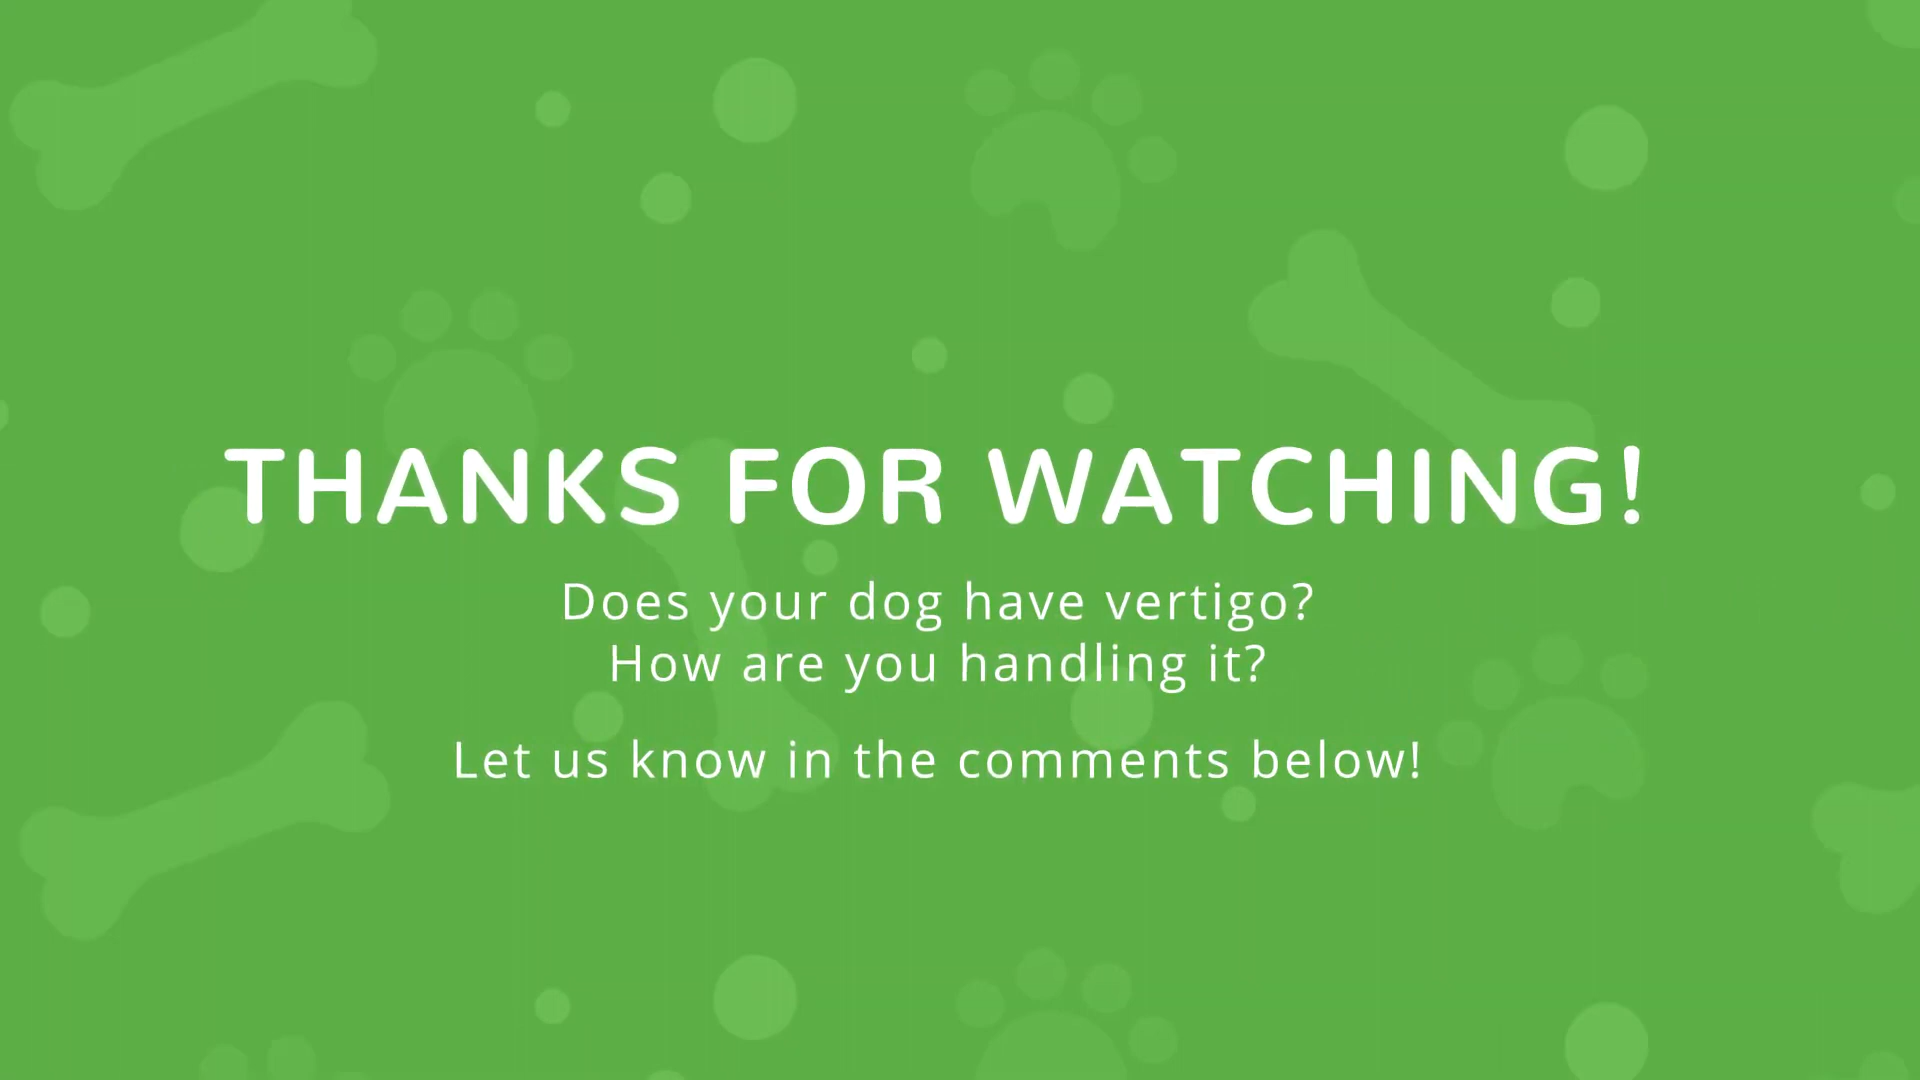 THANKS FOR WATCHING!
Does your dog have vertigo?
How are you handling it?
Let us know in the comments below!